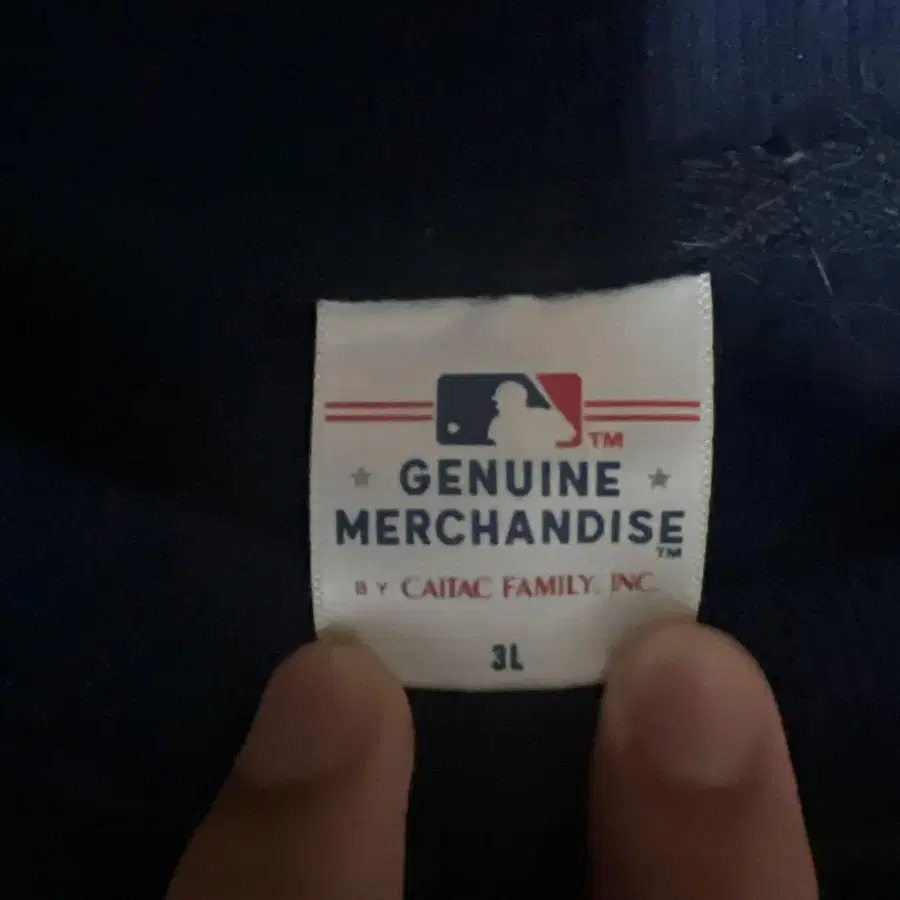 TM
GENUINE
MERCHANDISE
TM
BY CAITAC FAMILY, INC.
3L